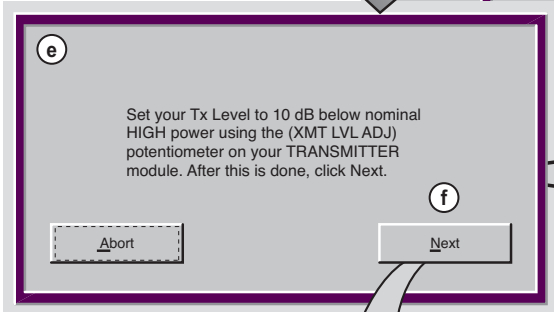 e
Set your Tx Level to 10 dB below nominal
HIGH power using the (XMT LVL ADJ)
potentiometer on your TRANSMITTER
module. After this is done, click Next.
f
Abort
Next